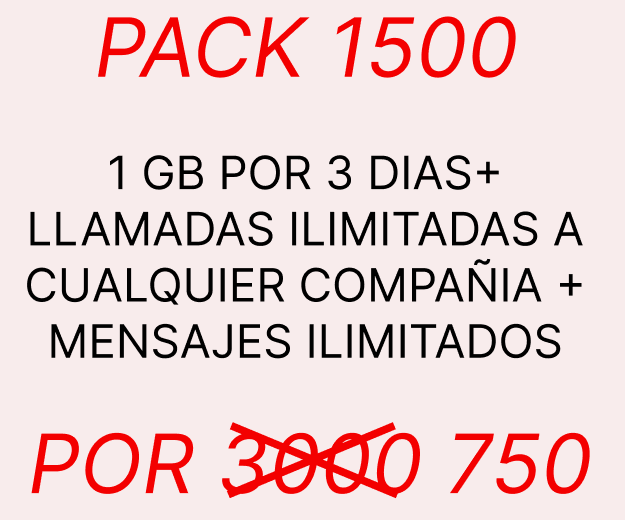 PACK 1500
1 GB POR 3 DIAS+
LLAMADAS ILIMITADAS A
CUALQUIER COMPAÑIA +
MENSAJES ILIMITADOS
POR 3000 750